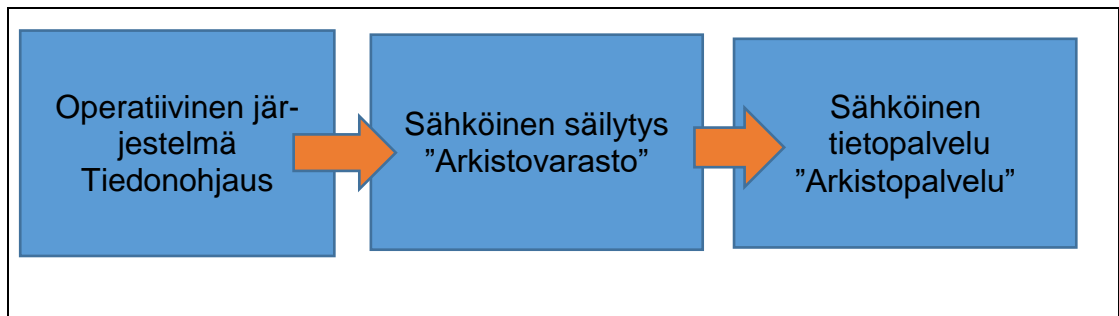 Operatiivinen jär-
jestelmä
Tiedonohjaus
Sähköinen säilytys
”Arkistovarasto”
Sähköinen
tietopalvelu
”Arkistopalvelu”